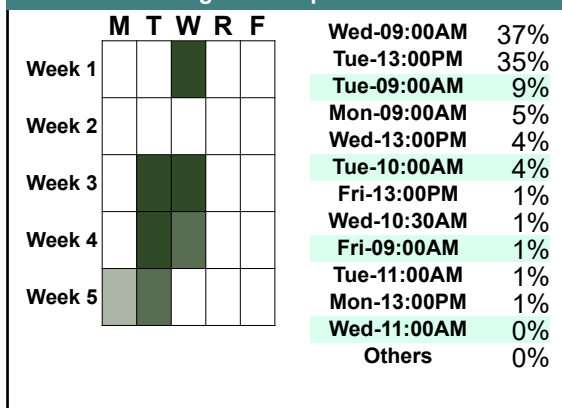 M T W R F
Week 1
Week 2
Week 3
Week 4
Week 5
Wed-09:00AM 37%
Tue-13:00PM 35%
Tue-09:00AM 9%
Mon-09:00AM 5%
Wed-13:00PM 4%
Tue-10:00AM 4%
Fri-13:00PM 1%
Wed-10:30AM 1%
Fri-09:00AM 1%
Tue-11:00AM 1%
Mon-13:00PM 1%
Wed-11:00AM 0%
Others 0%